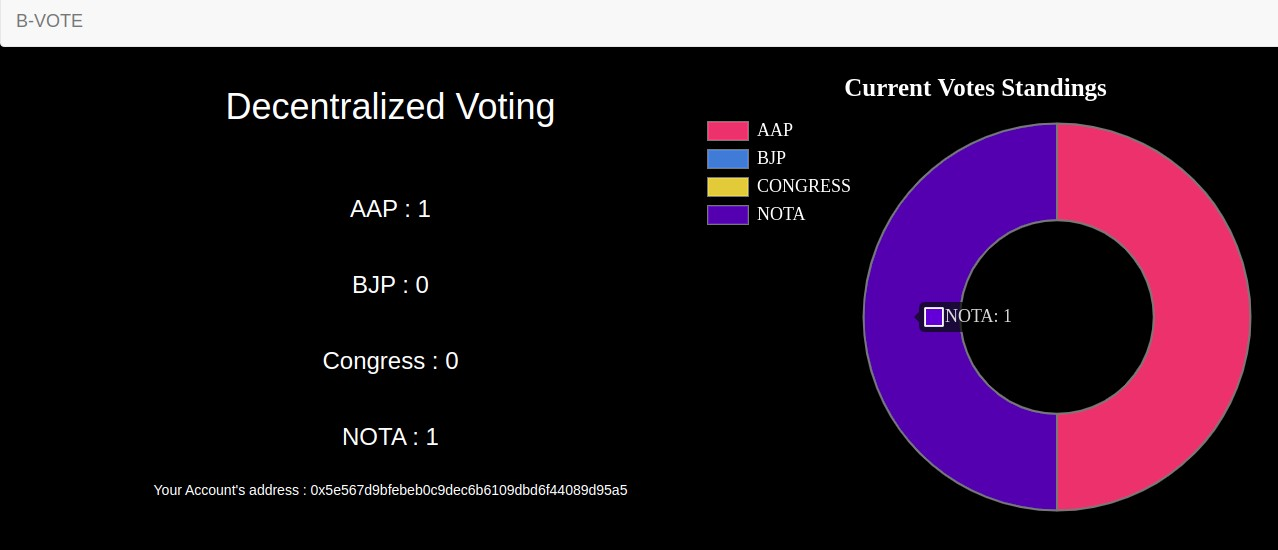 B-VOTE
Decentralized Voting
AAP : 1
BJP : 0
Congress : 0
NOTA : 1
Your Account's address : 0x5e567d9bfebeb0c9dec6b6109dbd6f44089d95a5
Current Votes Standings
AAP
BJP
CONGRESS
NOTA
NOTA: 1